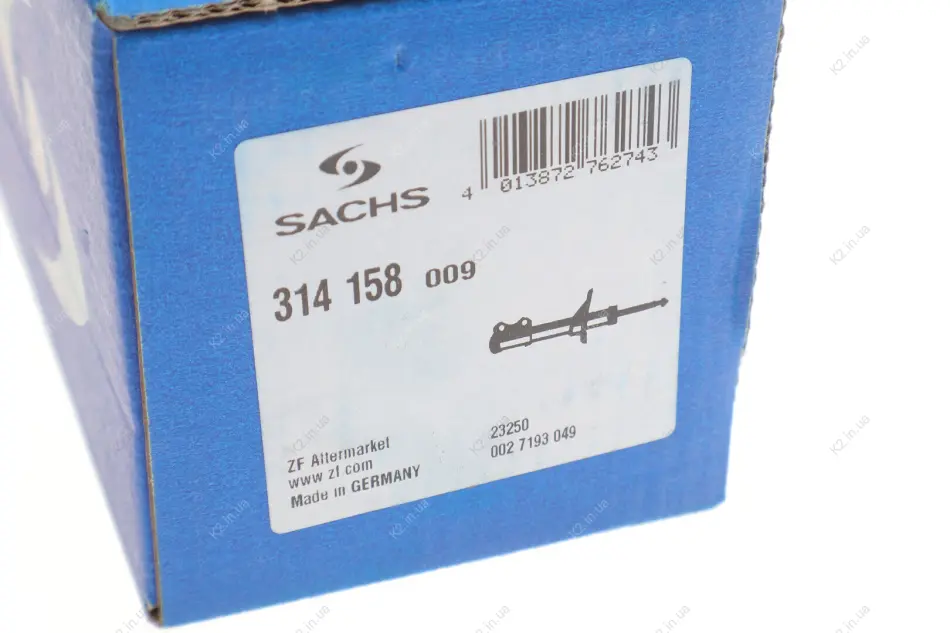 SACHS
4 013872 762743
314 158 009
ZF Aftermarket
www.zf.com
Made in GERMANY
23250
002 7193 049
K2.in.ua